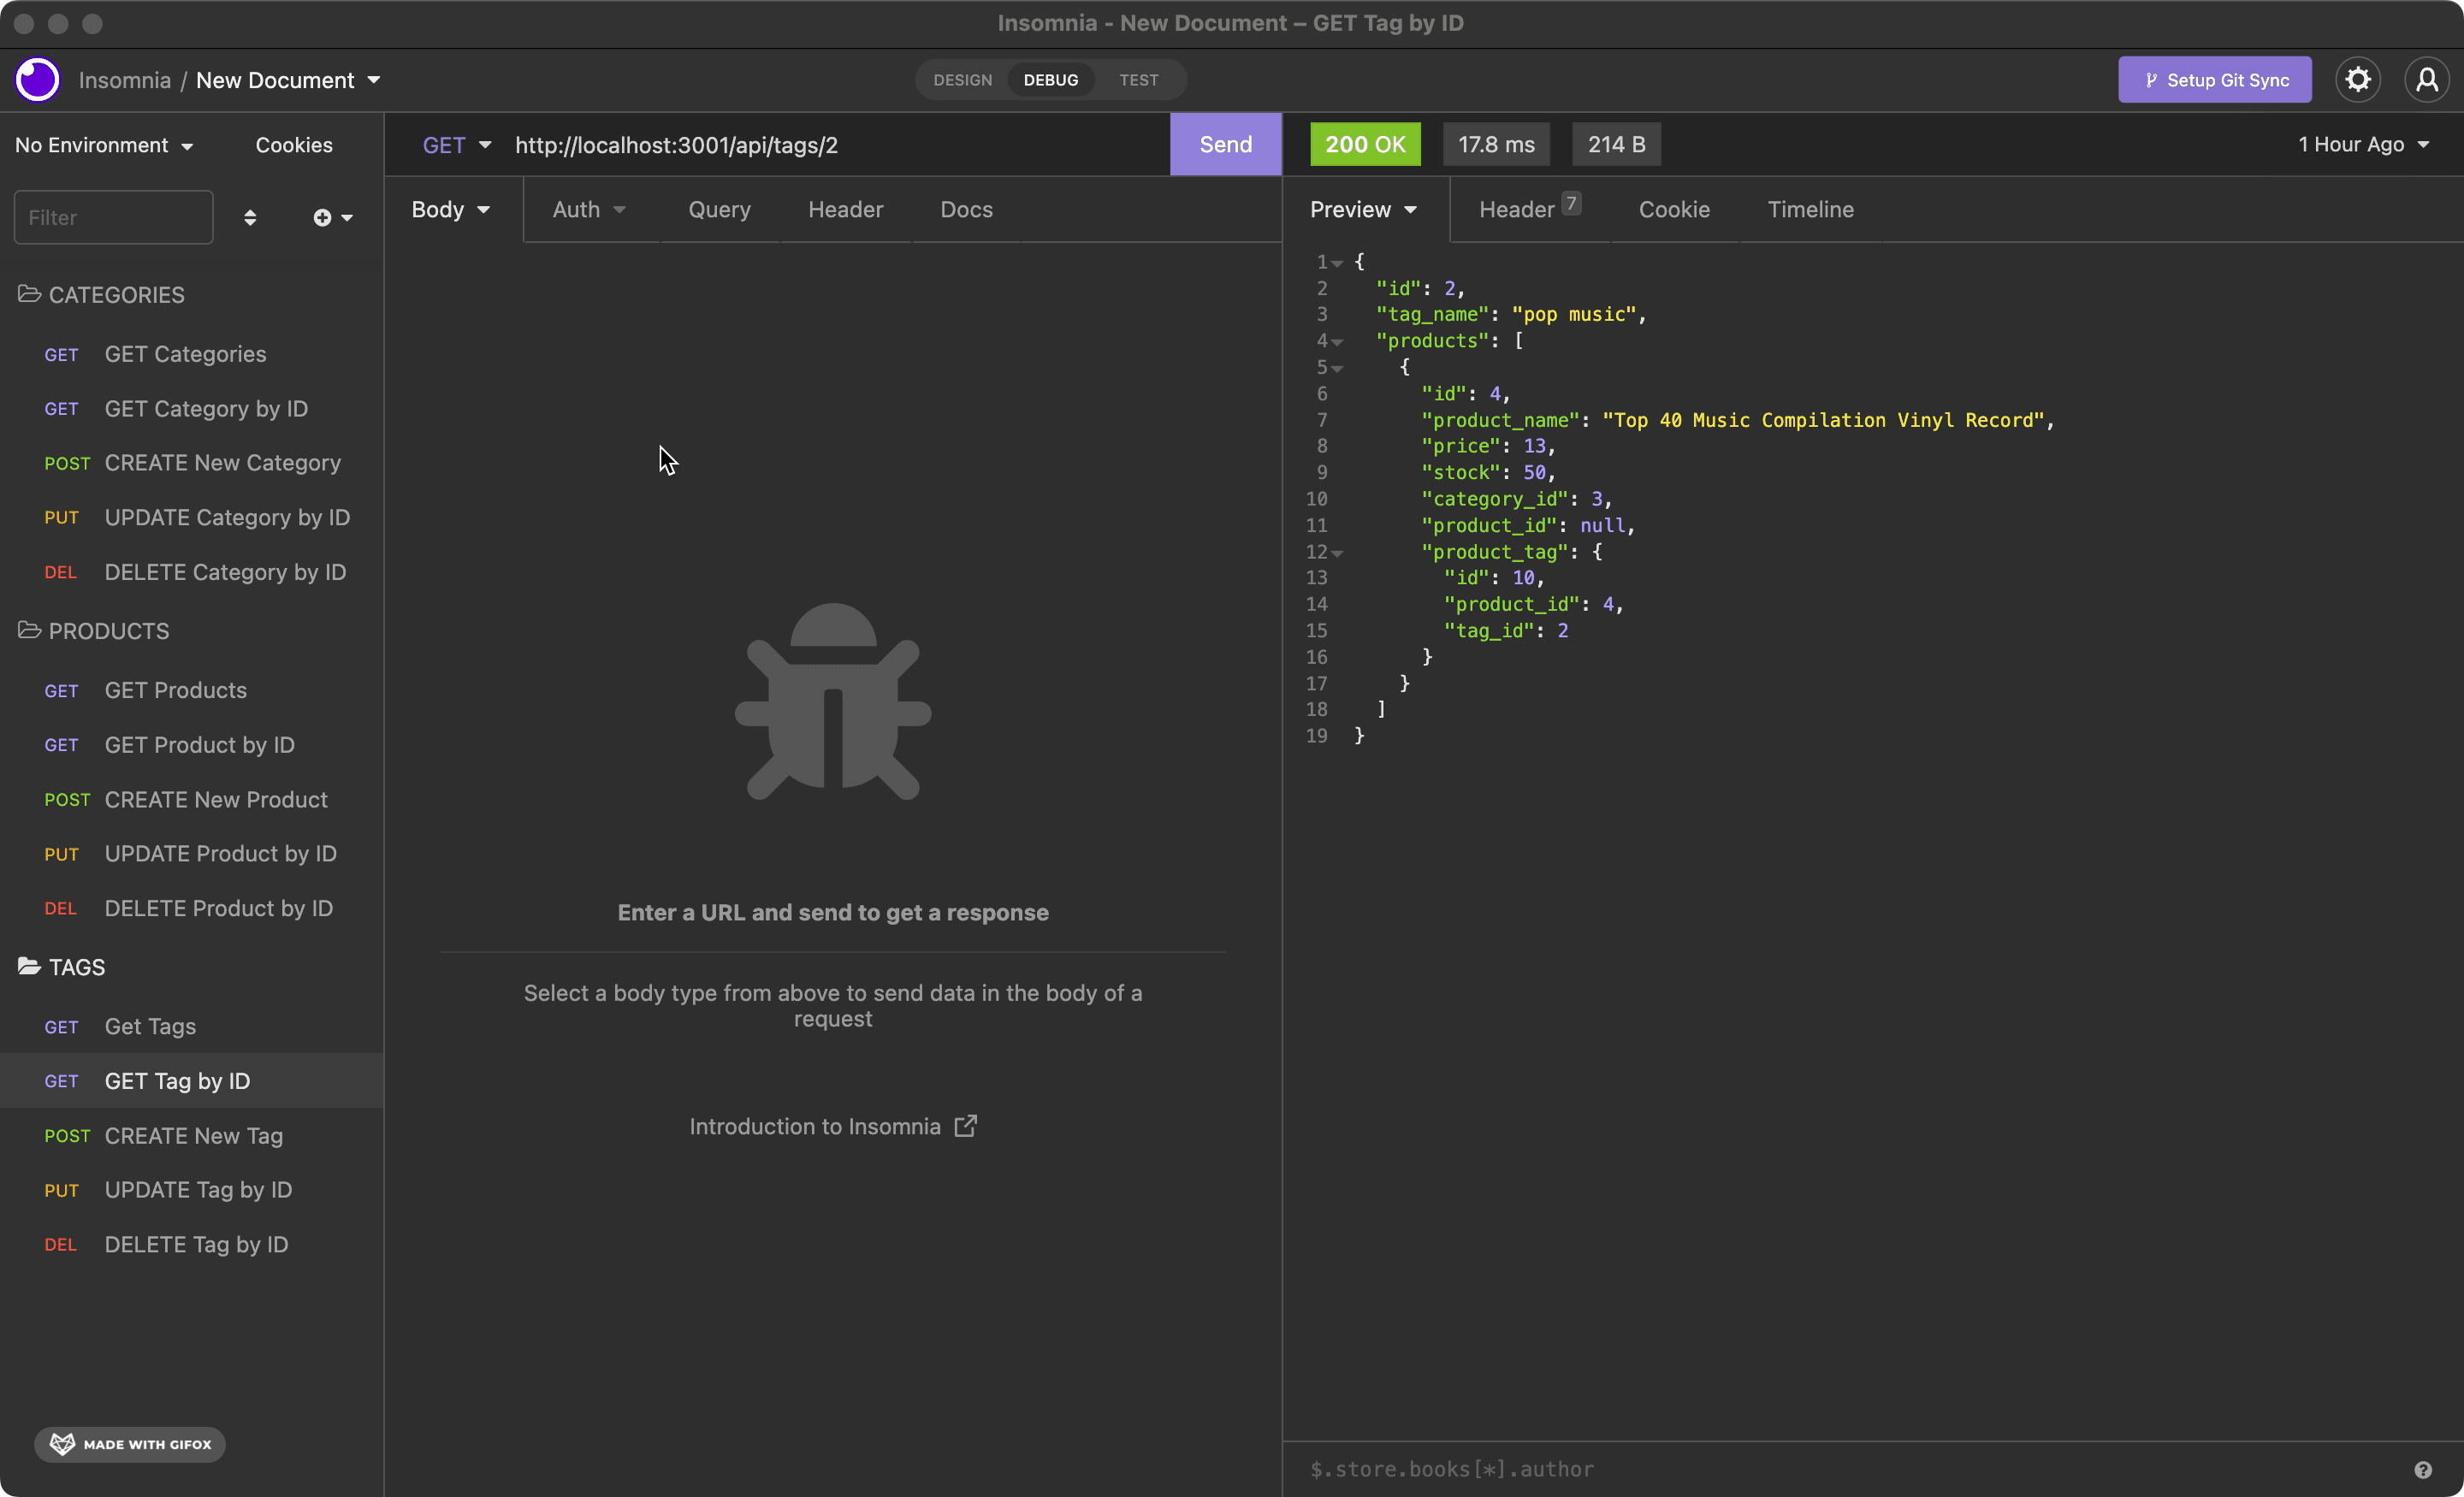 Insomnia - New Document – GET Tag by ID
Insomnia / New Document
DESIGN DEBUG TEST
Setup Git Sync
No Environment Cookies
GET http://localhost:3001/api/tags/2 Send
200 OK 17.8 ms 214 B 1 Hour Ago
Filter
Body Auth Query Header Docs
Preview Header 7 Cookie Timeline
CATEGORIES
GET GET Categories
GET GET Category by ID
POST CREATE New Category
PUT UPDATE Category by ID
DEL DELETE Category by ID
PRODUCTS
GET GET Products
GET GET Product by ID
POST CREATE New Product
PUT UPDATE Product by ID
DEL DELETE Product by ID
TAGS
GET Get Tags
GET GET Tag by ID
POST CREATE New Tag
PUT UPDATE Tag by ID
DEL DELETE Tag by ID
MADE WITH GIFOX
Enter a URL and send to get a response
Select a body type from above to send data in the body of a
request
Introduction to Insomnia
1 {
2 "id": 2,
3 "tag_name": "pop music",
4 "products": [
5 {
6 "id": 4,
7 "product_name": "Top 40 Music Compilation Vinyl Record",
8 "price": 13,
9 "stock": 50,
10 "category_id": 3,
11 "product_id": null,
12 "product_tag": {
13 "id": 10,
14 "product_id": 4,
15 "tag_id": 2
16 }
17 }
18 ]
19 }
$.store.books[*].author